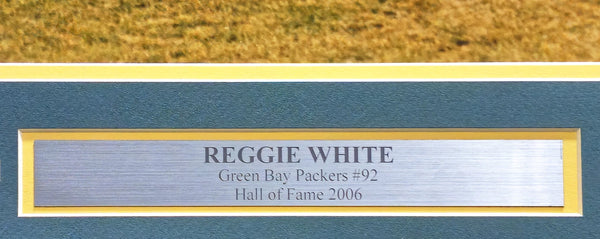 REGGIE WHITE
Green Bay Packers #92
Hall of Fame 2006